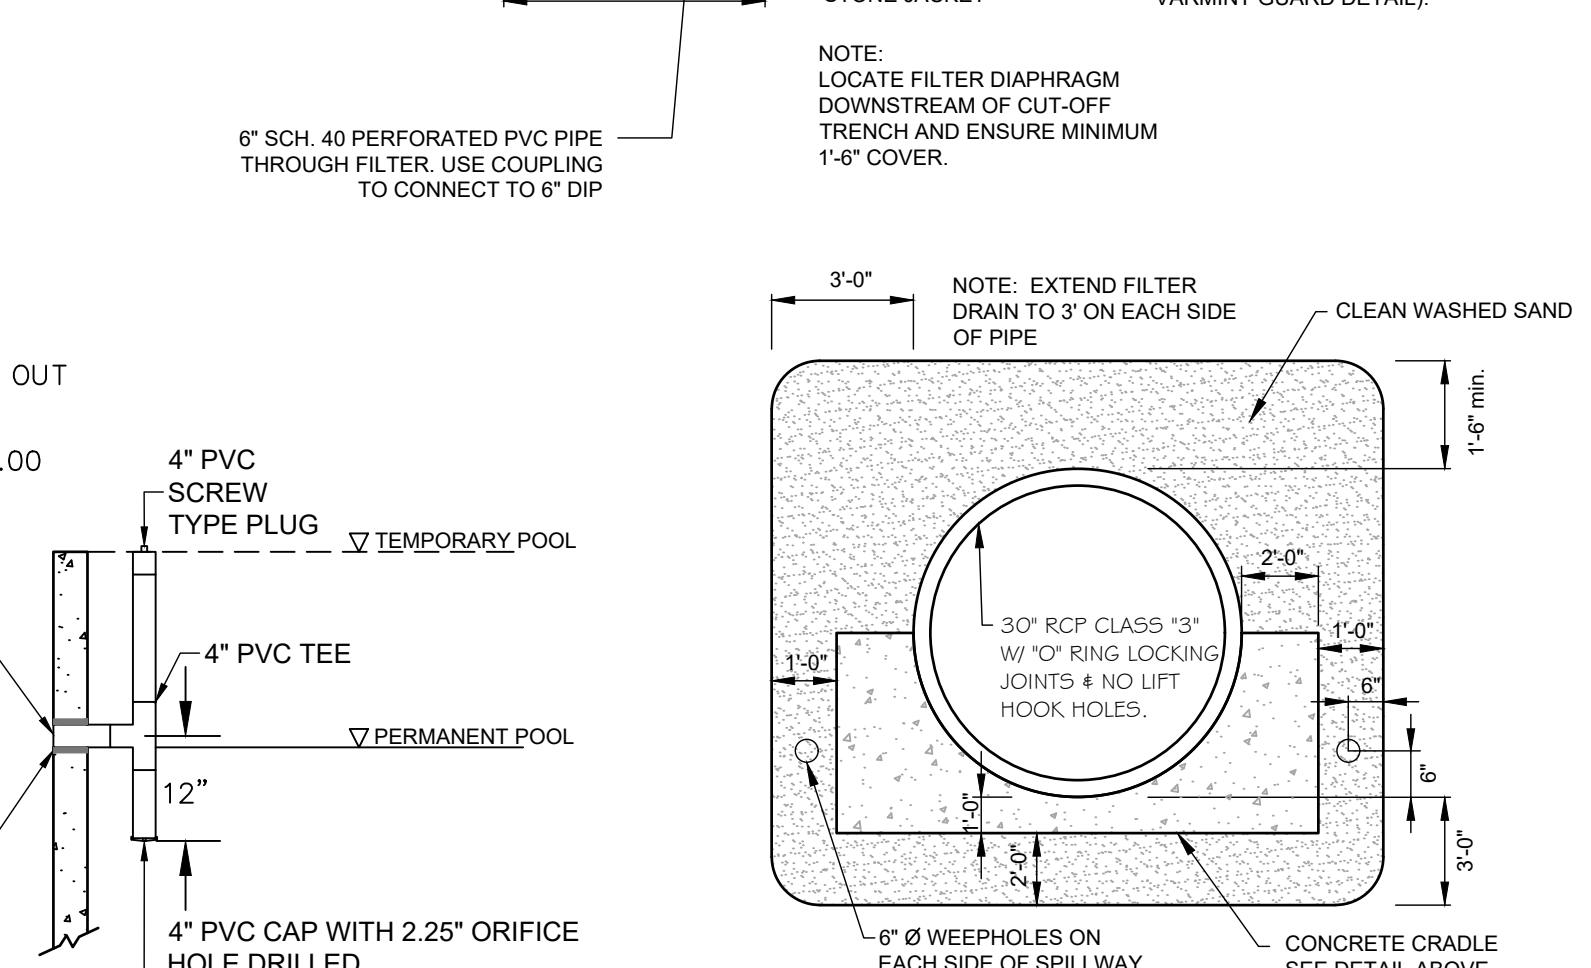 STONE JACKET
VARMINT GUARD DETAIL).
NOTE:
LOCATE FILTER DIAPHRAGM
DOWNSTREAM OF CUT-OFF
TRENCH AND ENSURE MINIMUM
1'-6" COVER.
6" SCH. 40 PERFORATED PVC PIPE
THROUGH FILTER. USE COUPLING
TO CONNECT TO 6" DIP
3'-0"
NOTE: EXTEND FILTER
DRAIN TO 3' ON EACH SIDE
OF PIPE
CLEAN WASHED SAND
1'-6" min.
OUT
.00
4" PVC
SCREW
TYPE PLUG
TEMPORARY POOL
4" PVC TEE
PERMANENT POOL
12”
4" PVC CAP WITH 2.25" ORIFICE
HOLE DRILLED
2'-0"
30" RCP CLASS "3"
W/ "O" RING LOCKING
JOINTS & NO LIFT
HOOK HOLES.
1'-0"
1'-0"
6"
6"
1'-0"
2'-0"
3'-0"
6" Ø WEEPHOLES ON
EACH SIDE OF SPILLWAY
CONCRETE CRADLE
SEE DETAIL ABOVE